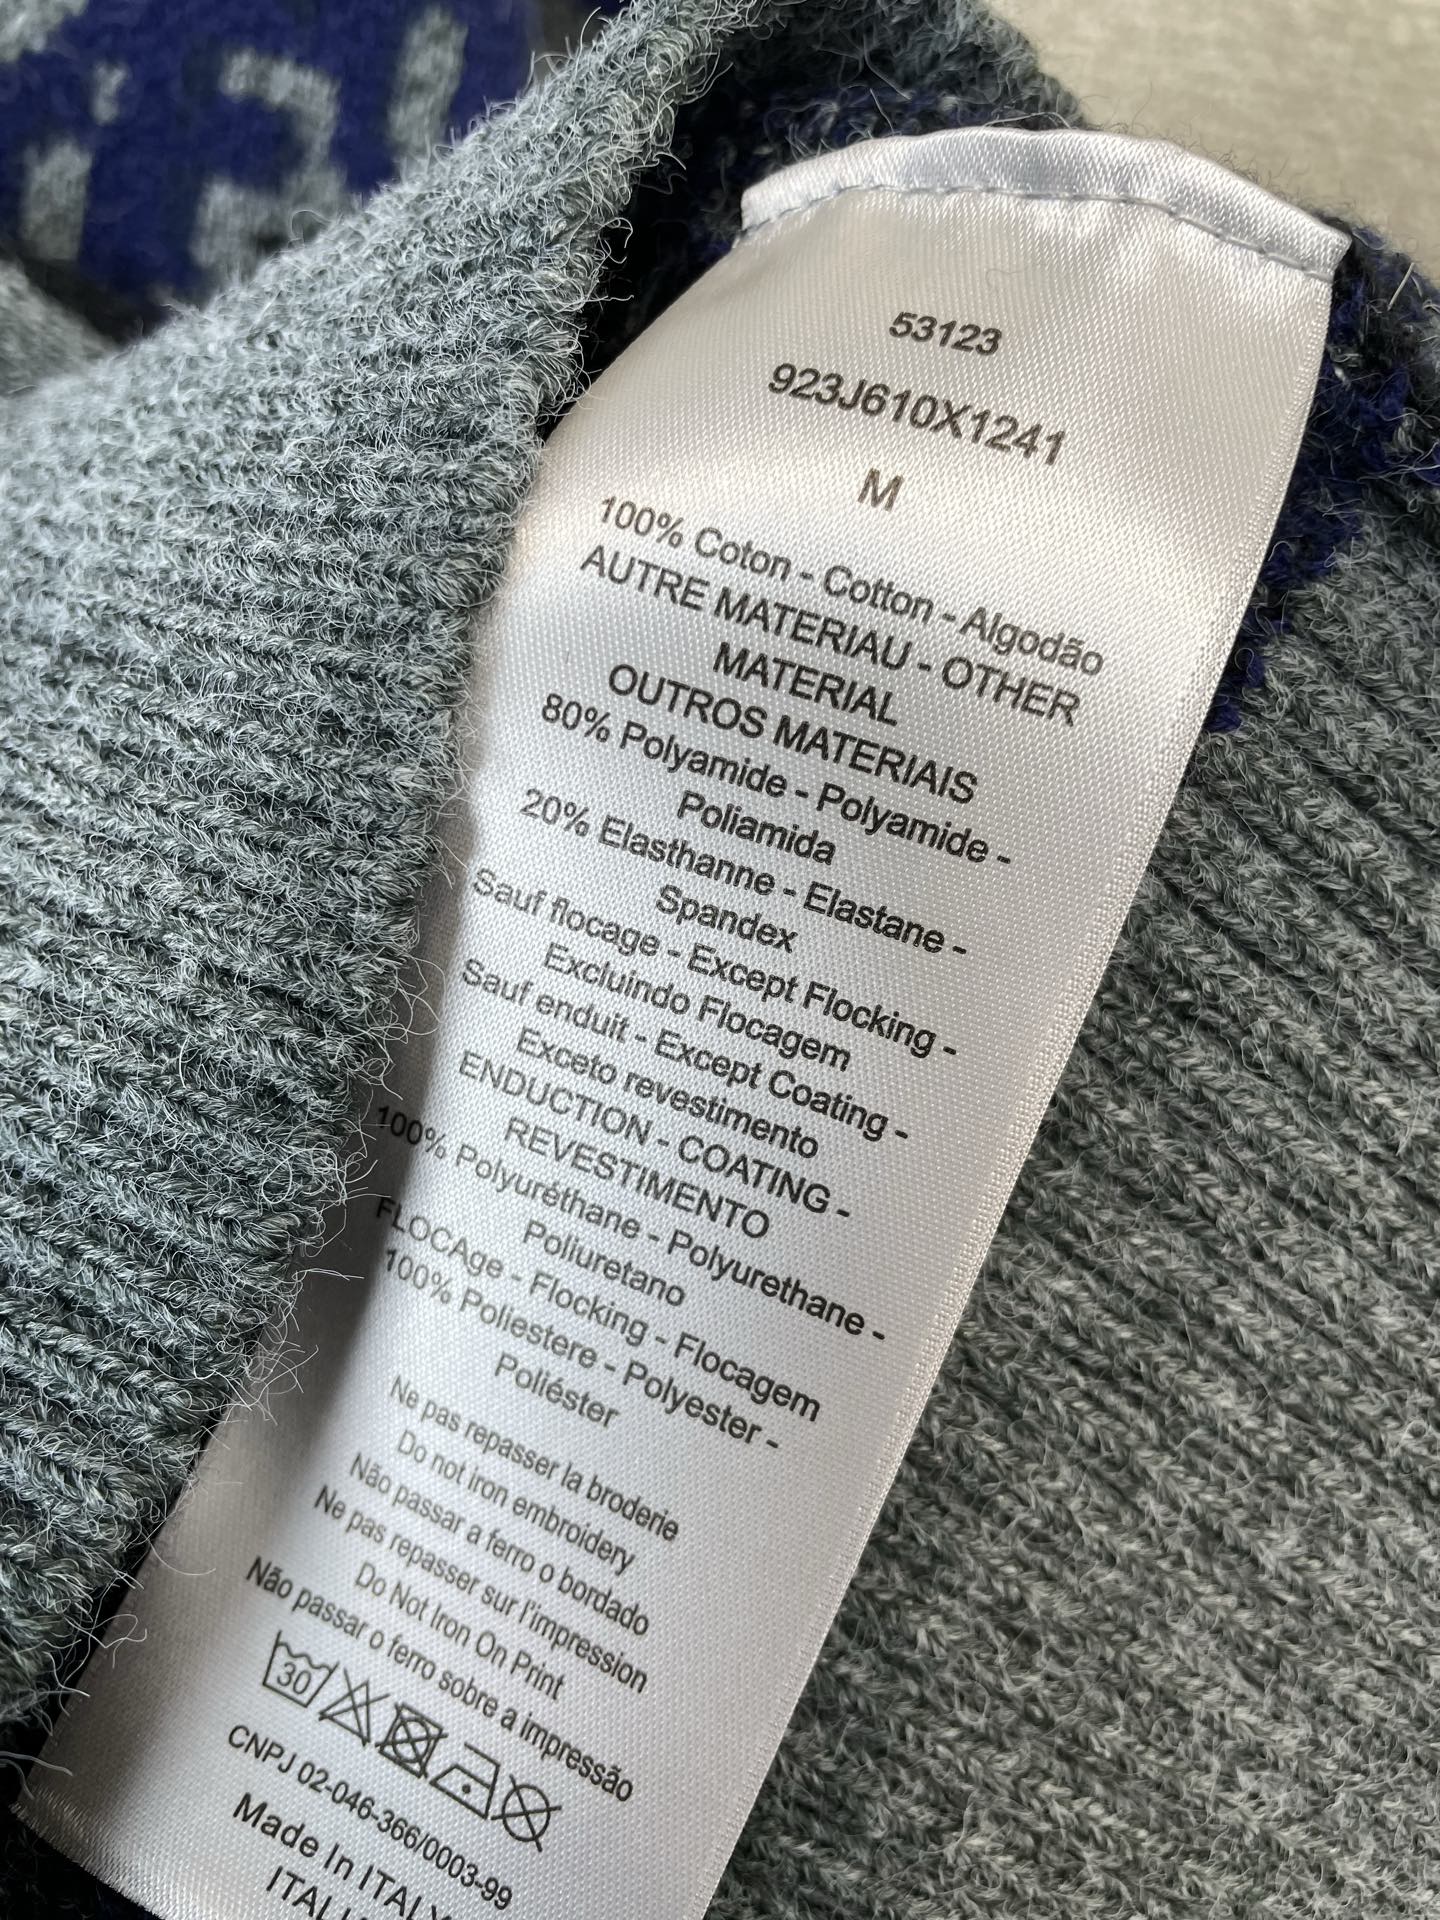 53123
923J610X1241
M
100% Coton - Cotton - Algodão
AUTRE MATERIAU - OTHER
MATERIAL
OUTROS MATERIAIS
80% Polyamide - Polyamide -
Poliamida
20% Elasthanne - Elastane -
Spandex
Sauf flocage - Except Flocking -
Excluindo Flocagem
Sauf enduit - Except Coating -
Exceto revestimento
ENDUCTION - COATING -
REVESTIMENTO
100% Polyuréthane - Polyurethane -
Poliuretano
FLOCAge - Flocking - Flocagem
100% Poliestere - Polyester -
Poliéster
Ne pas repasser la broderie
Do not iron embroidery
Não passar a ferro o bordado
Ne pas repasser sur l'impression
Do Not Iron On Print
Não passar o ferro sobre a impressão
30
CNPJ 02-046-366/0003-99
Made In ITALY